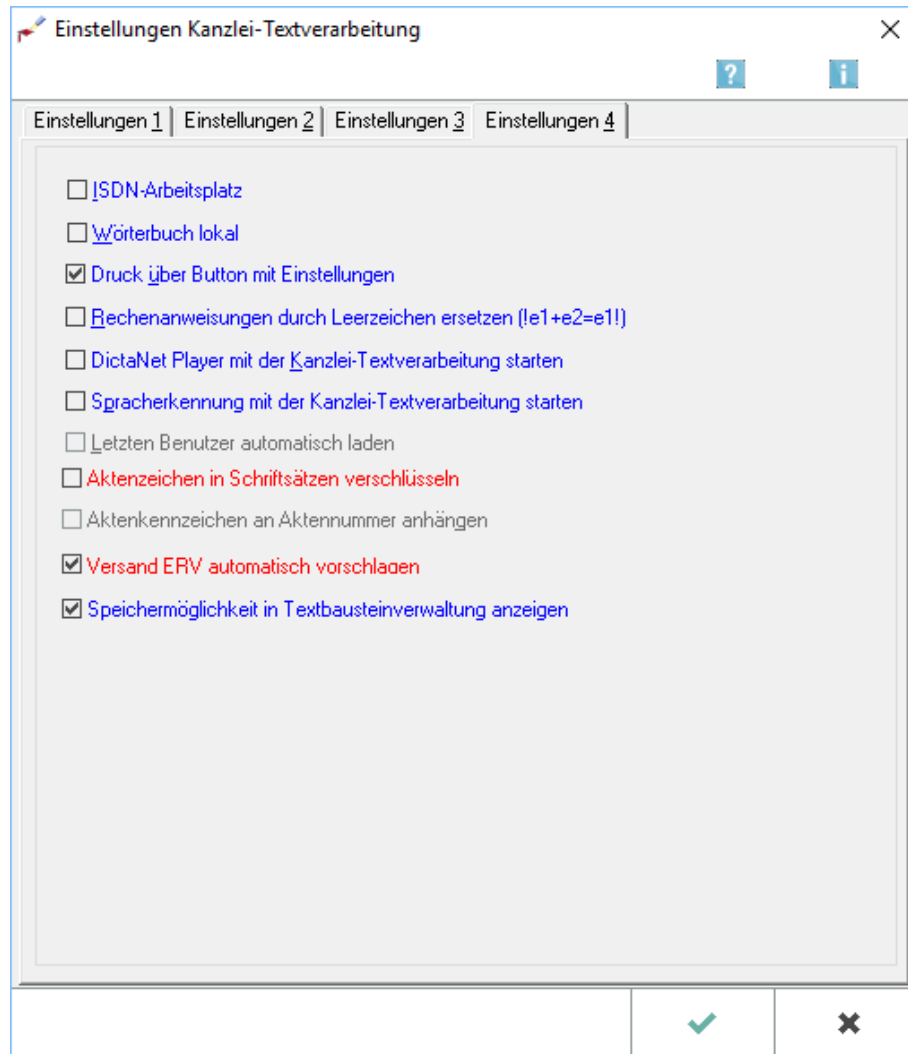 Einstellungen Kanzlei-Textverarbeitung
? i
Einstellungen 1 Einstellungen 2 Einstellungen 3 Einstellungen 4
ISDN-Arbeitsplatz
Wörterbuch lokal
Druck über Button mit Einstellungen
Rechenanweisungen durch Leerzeichen ersetzen (!e1+e2=e1!)
DictaNet Player mit der Kanzlei-Textverarbeitung starten
Spracherkennung mit der Kanzlei-Textverarbeitung starten
Letzten Benutzer automatisch laden
Aktenzeichen in Schriftsätzen verschlüsseln
Aktenkennzeichen an Aktennummer anhängen
Versand ERV automatisch vorschlagen
Speichermöglichkeit in Textbausteinverwaltung anzeigen